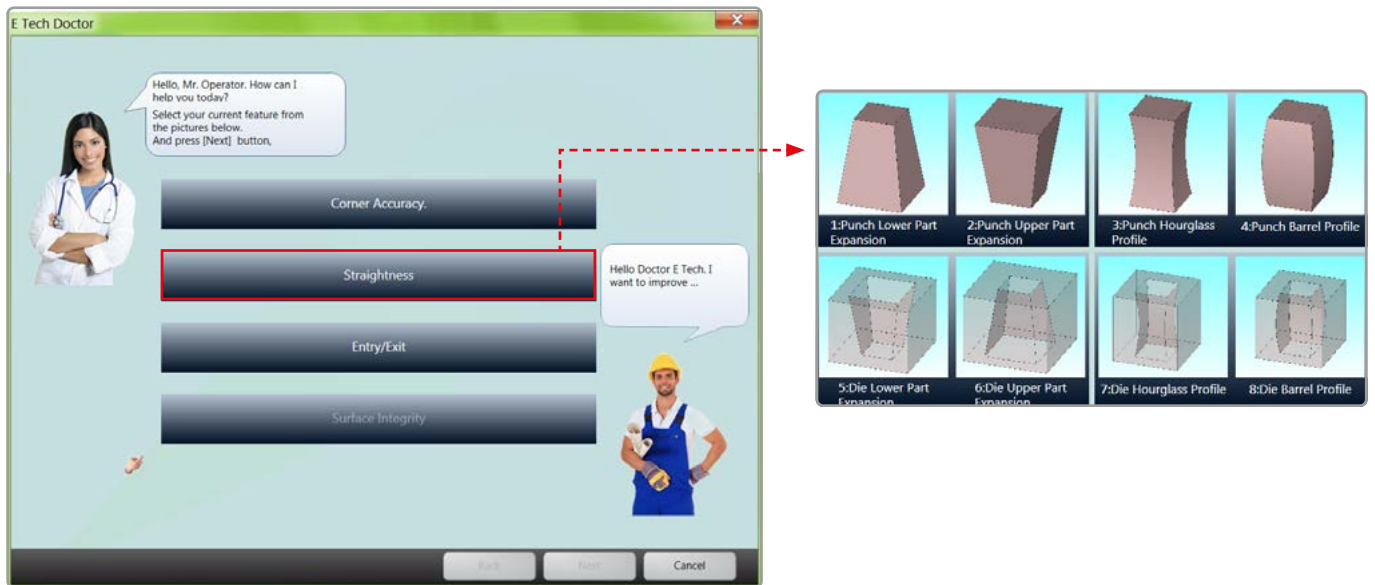 E Tech Doctor
Hello, Mr. Operator. How can I
help you today?
Select your current feature from
the pictures below.
And press [Next] button,
Corner Accuracy.
Straightness
Hello Doctor E Tech. I
want to improve ...
Entry/Exit
Surface Integrity
Back
Next
Cancel
1:Punch Lower Part
Expansion
2:Punch Upper Part
Expansion
3:Punch Hourglass
Profile
4:Punch Barrel Profile
5:Die Lower Part
Expansion
6:Die Upper Part
Expansion
7:Die Hourglass Profile
8:Die Barrel Profile